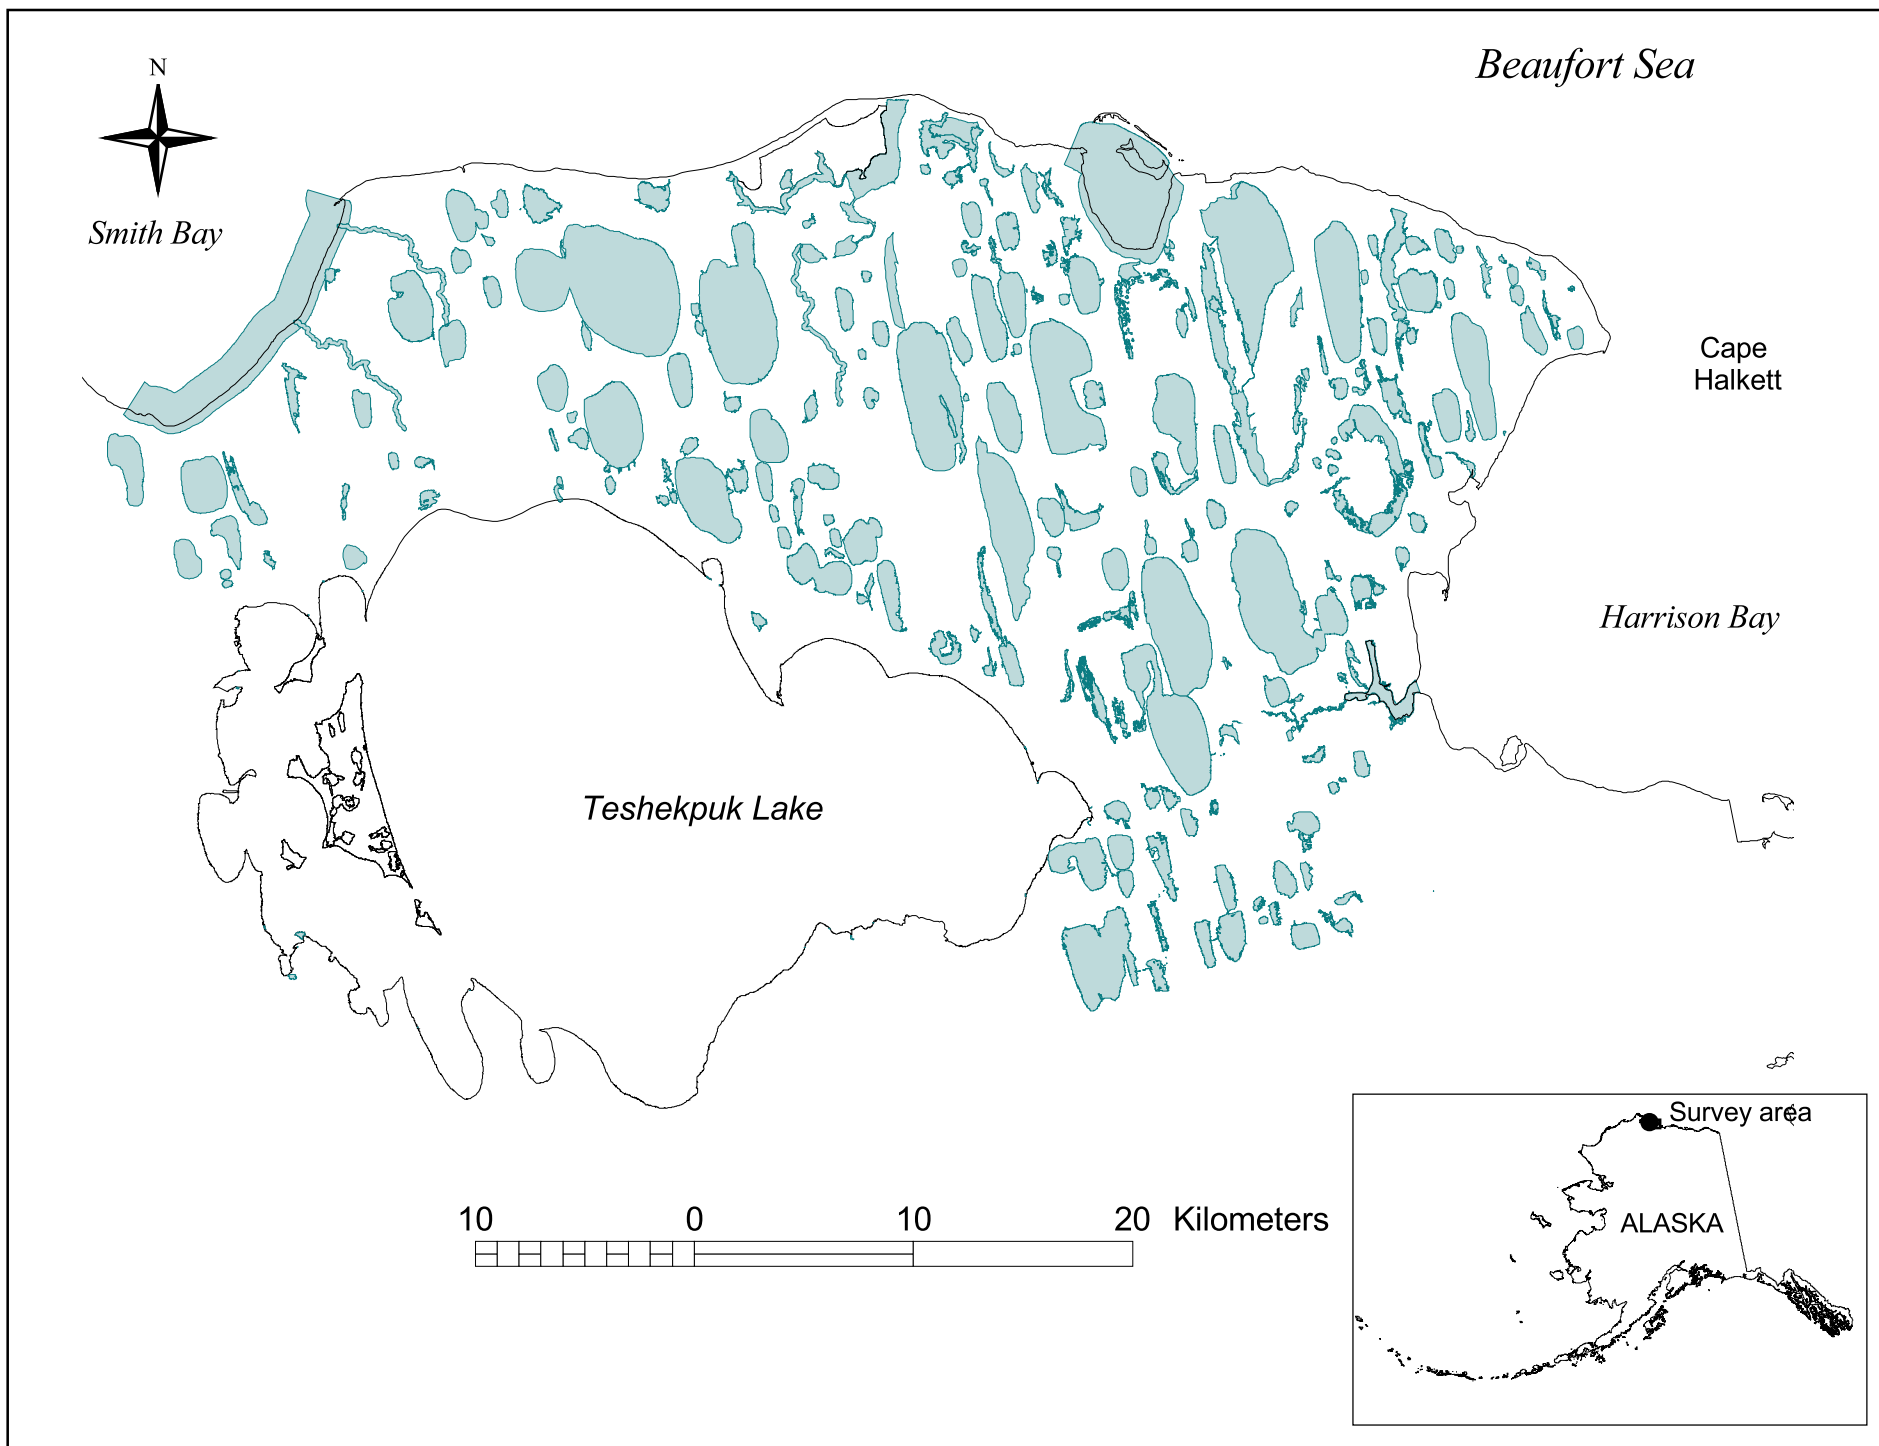 Beaufort Sea
N
Smith Bay
Cape
Halkett
Harrison Bay
Teshekpuk Lake
10 0 10 20 Kilometers
Survey area
ALASKA